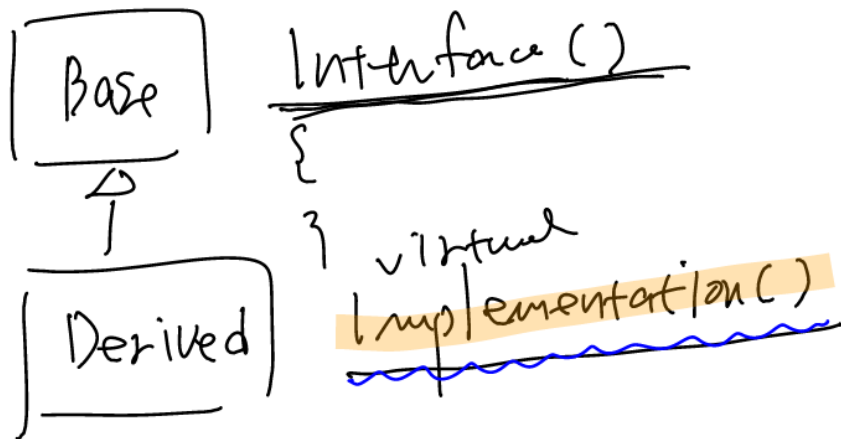 Base
Interface()
{
}
virtual
Implementation()
Derived